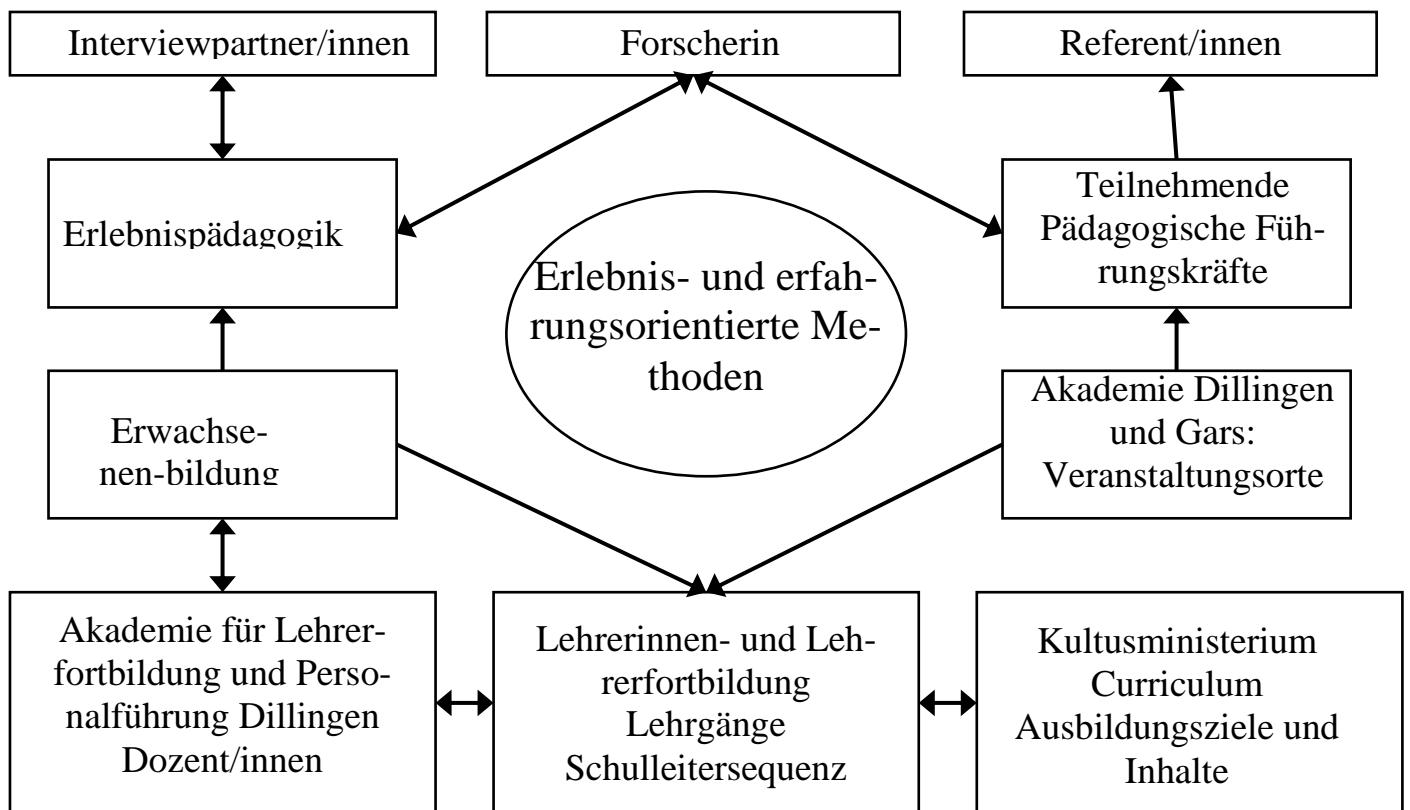 Interviewpartner/innen
Forscherin
Referent/innen
Erlebnispädagogik
Teilnehmende
Pädagogische Füh-
rungskräfte
Erlebnis- und erfah-
rungsorientierte Me-
thoden
Erwachse-
nen-bildung
Akademie Dillingen
und Gars:
Veranstaltungsorte
Akademie für Lehrer-
fortbildung und Perso-
nalführung Dillingen
Dozent/innen
Lehrerinnen- und Leh-
rerfortbildung
Lehrgänge
Schulleitersequenz
Kultusministerium
Curriculum
Ausbildungsziele und
Inhalte